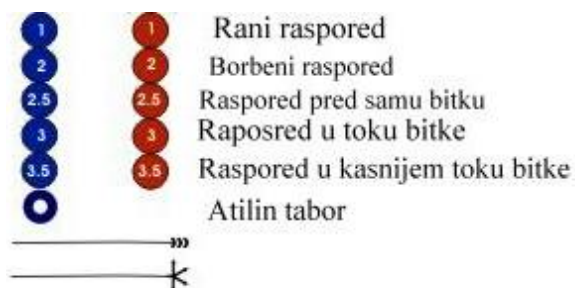 1 1 Rani raspored
2 2 Borbeni raspored
2.5 2.5 Raspored pred samu bitku
3 3 Raposred u toku bitke
3.5 3.5 Raspored u kasnijem toku bitke
Atilin tabor